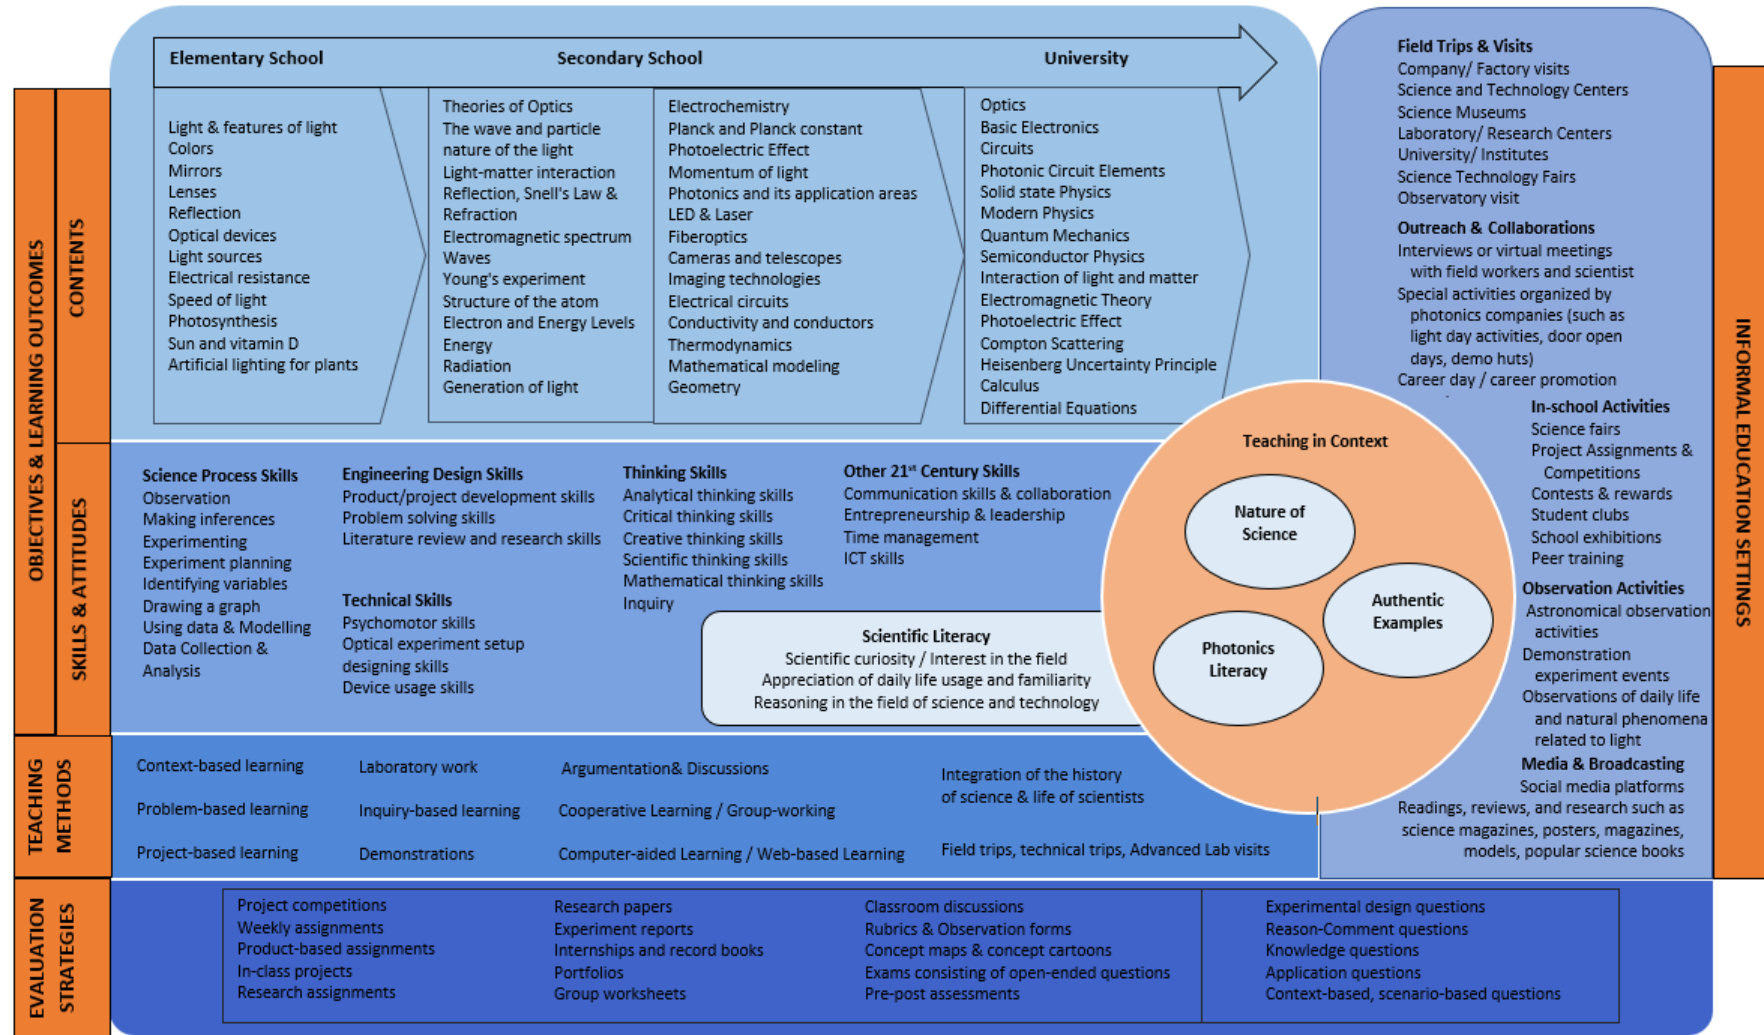 Elementary School
Secondary School
University
OBJECTIVES & LEARNING OUTCOMES
CONTENTS
Light & features of light
Colors
Mirrors
Lenses
Reflection
Optical devices
Light sources
Electrical resistance
Speed of light
Photosynthesis
Sun and vitamin D
Artificial lighting for plants
Theories of Optics
The wave and particle
nature of the light
Light-matter interaction
Reflection, Snell's Law &
Refraction
Electromagnetic spectrum
Waves
Young's experiment
Structure of the atom
Electron and Energy Levels
Energy
Radiation
Generation of light
Electrochemistry
Planck and Planck constant
Photoelectric Effect
Momentum of light
Photonics and its application areas
LED & Laser
Fiberoptics
Cameras and telescopes
Imaging technologies
Electrical circuits
Conductivity and conductors
Thermodynamics
Mathematical modeling
Geometry
Optics
Basic Electronics
Circuits
Photonic Circuit Elements
Solid state Physics
Modern Physics
Quantum Mechanics
Semiconductor Physics
Interaction of light and matter
Electromagnetic Theory
Photoelectric Effect
Compton Scattering
Heisenberg Uncertainty Principle
Calculus
Differential Equations
SKILLS & ATTITUDES
Science Process Skills
Observation
Making inferences
Experimenting
Experiment planning
Identifying variables
Drawing a graph
Using data & Modelling
Data Collection &
Analysis
Engineering Design Skills
Product/project development skills
Problem solving skills
Literature review and research skills
Technical Skills
Psychomotor skills
Optical experiment setup
designing skills
Device usage skills
Thinking Skills
Analytical thinking skills
Critical thinking skills
Creative thinking skills
Scientific thinking skills
Mathematical thinking skills
Inquiry
Other 21st Century Skills
Communication skills & collaboration
Entrepreneurship & leadership
Time management
ICT skills
Scientific Literacy
Scientific curiosity / Interest in the field
Appreciation of daily life usage and familiarity
Reasoning in the field of science and technology
Teaching in Context
Nature of
Science
Authentic
Examples
Photonics
Literacy
TEACHING
METHODS
Context-based learning
Problem-based learning
Project-based learning
Laboratory work
Inquiry-based learning
Demonstrations
Argumentation& Discussions
Cooperative Learning / Group-working
Computer-aided Learning / Web-based Learning
Integration of the history
of science & life of scientists
Field trips, technical trips, Advanced Lab visits
EVALUATION
STRATEGIES
Project competitions
Weekly assignments
Product-based assignments
In-class projects
Research assignments
Research papers
Experiment reports
Internships and record books
Portfolios
Group worksheets
Classroom discussions
Rubrics & Observation forms
Concept maps & concept cartoons
Exams consisting of open-ended questions
Pre-post assessments
Experimental design questions
Reason-Comment questions
Knowledge questions
Application questions
Context-based, scenario-based questions
INFORMAL EDUCATION SETTINGS
Field Trips & Visits
Company/ Factory visits
Science and Technology Centers
Science Museums
Laboratory/ Research Centers
University/ Institutes
Science Technology Fairs
Observatory visit
Outreach & Collaborations
Interviews or virtual meetings
with field workers and scientist
Special activities organized by
photonics companies (such as
light day activities, door open
days, demo huts)
Career day / career promotion
In-school Activities
Science fairs
Project Assignments &
Competitions
Contests & rewards
Student clubs
School exhibitions
Peer training
Observation Activities
Astronomical observation
activities
Demonstration
experiment events
Observations of daily life
and natural phenomena
related to light
Media & Broadcasting
Social media platforms
Readings, reviews, and research such as
science magazines, posters, magazines,
models, popular science books